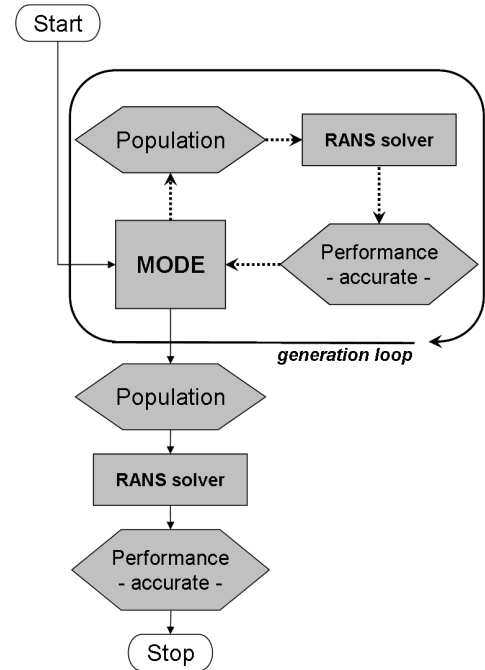 Start
Population
RANS solver
MODE
Performance
- accurate -
generation loop
Population
RANS solver
Performance
- accurate -
Stop